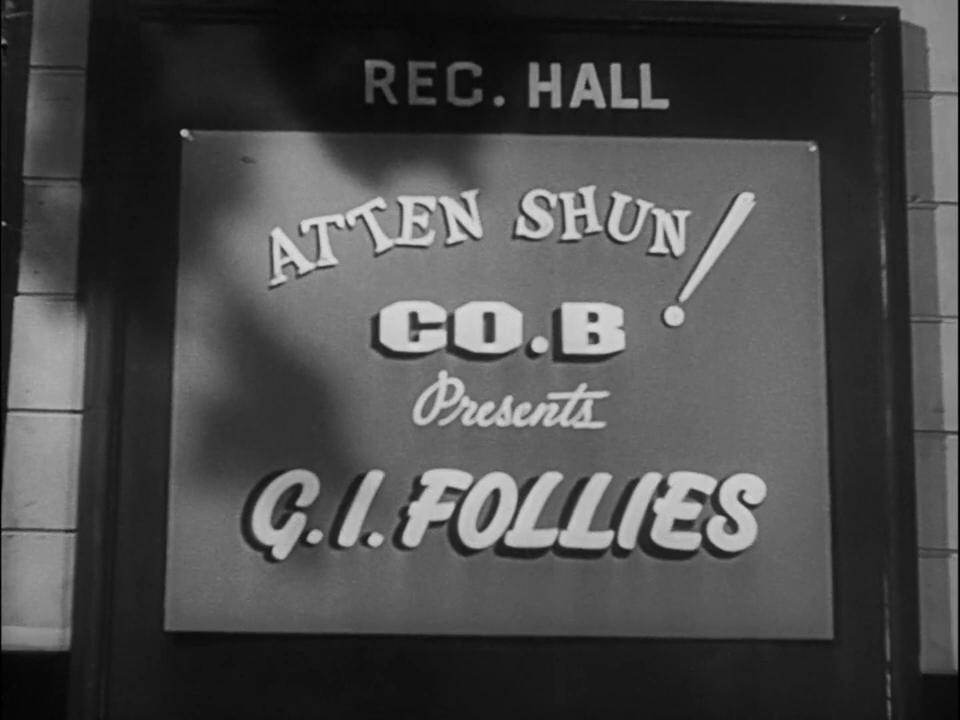 REC. HALL
ATTEN SHUN!
CO.B
Presents
G.I. FOLLIES